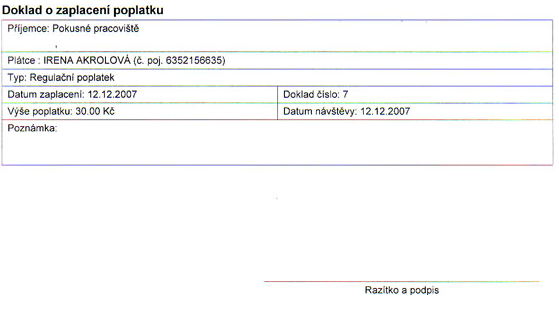 Doklad o zaplacení poplatku
Příjemce: Pokusné pracoviště
Plátce : IRENA AKROLOVÁ (č. poj. 6352156635)
Typ: Regulační poplatek
Datum zaplacení: 12.12.2007
Doklad číslo: 7
Výše poplatku: 30.00 Kč
Datum návštěvy: 12.12.2007
Poznámka:
Razítko a podpis